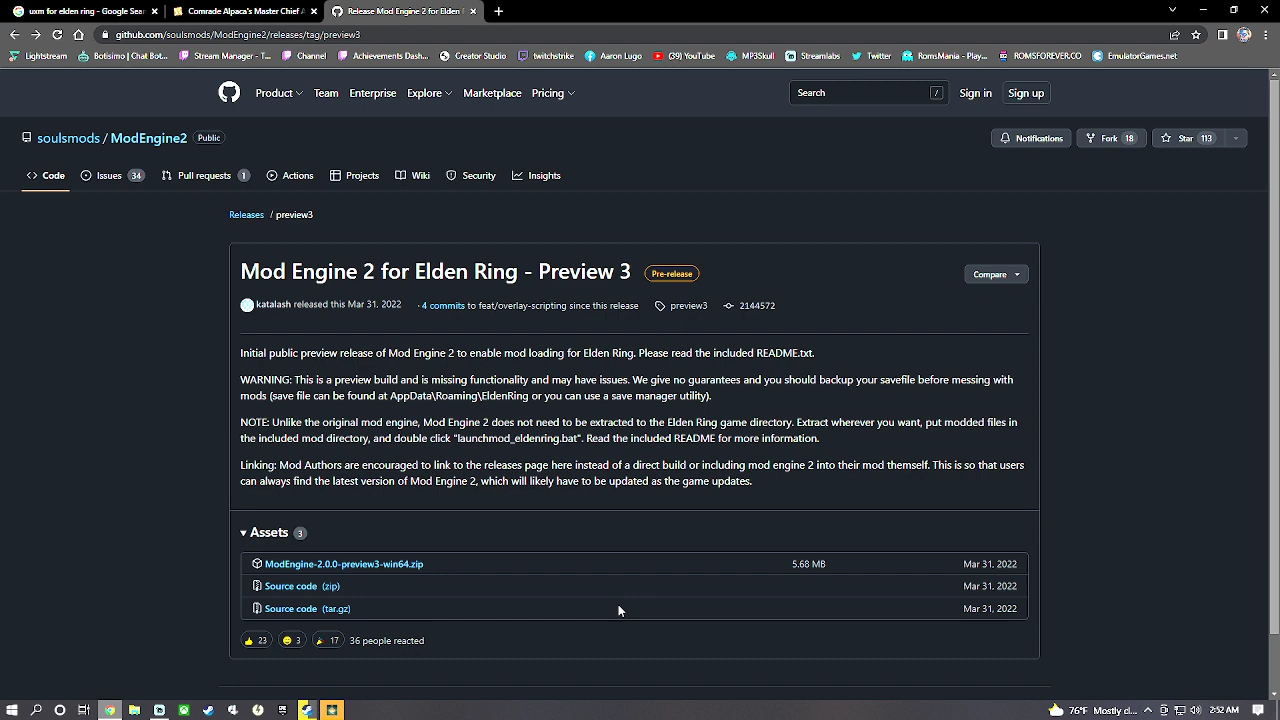 uxm for elden ring - Google Sear
Comrade Alpaca's Master Chief A
Release Mod Engine 2 for Elden R
github.com/soulsmods/ModEngine2/releases/tag/preview3
Lightstream Botisimo | Chat Bot... Stream Manager - T... Channel Achievements Dash... Creator Studio twitchstrike Aaron Lugo (39) YouTube MP3Skull Streamlabs Twitter RomsMania - Play... ROMSFOREVER.CO EmulatorGames.net
Product Team Enterprise Explore Marketplace Pricing Search / Sign in Sign up
soulsmods / ModEngine2 Public Notifications Fork 18 Star 113
Code Issues 34 Pull requests 1 Actions Projects Wiki Security Insights
Releases / preview3
Mod Engine 2 for Elden Ring - Preview 3 Pre-release Compare
katalash released this Mar 31, 2022 · 4 commits to feat/overlay-scripting since this release preview3 2144572
Initial public preview release of Mod Engine 2 to enable mod loading for Elden Ring. Please read the included README.txt.
WARNING: This is a preview build and is missing functionality and may have issues. We give no guarantees and you should backup your savefile before messing with
mods (save file can be found at AppData\Roaming\EldenRing or you can use a save manager utility).
NOTE: Unlike the original mod engine, Mod Engine 2 does not need to be extracted to the Elden Ring game directory. Extract wherever you want, put modded files in
the included mod directory, and double click "launchmod_eldenring.bat". Read the included README for more information.
Linking: Mod Authors are encouraged to link to the releases page here instead of a direct build or including mod engine 2 into their mod themself. This is so that users
can always find the latest version of Mod Engine 2, which will likely have to be updated as the game updates.
Assets 3
ModEngine-2.0.0-preview3-win64.zip 5.68 MB Mar 31, 2022
Source code (zip) Mar 31, 2022
Source code (tar.gz) Mar 31, 2022
23 3 17 36 people reacted
76°F Mostly cl... 2:52 AM